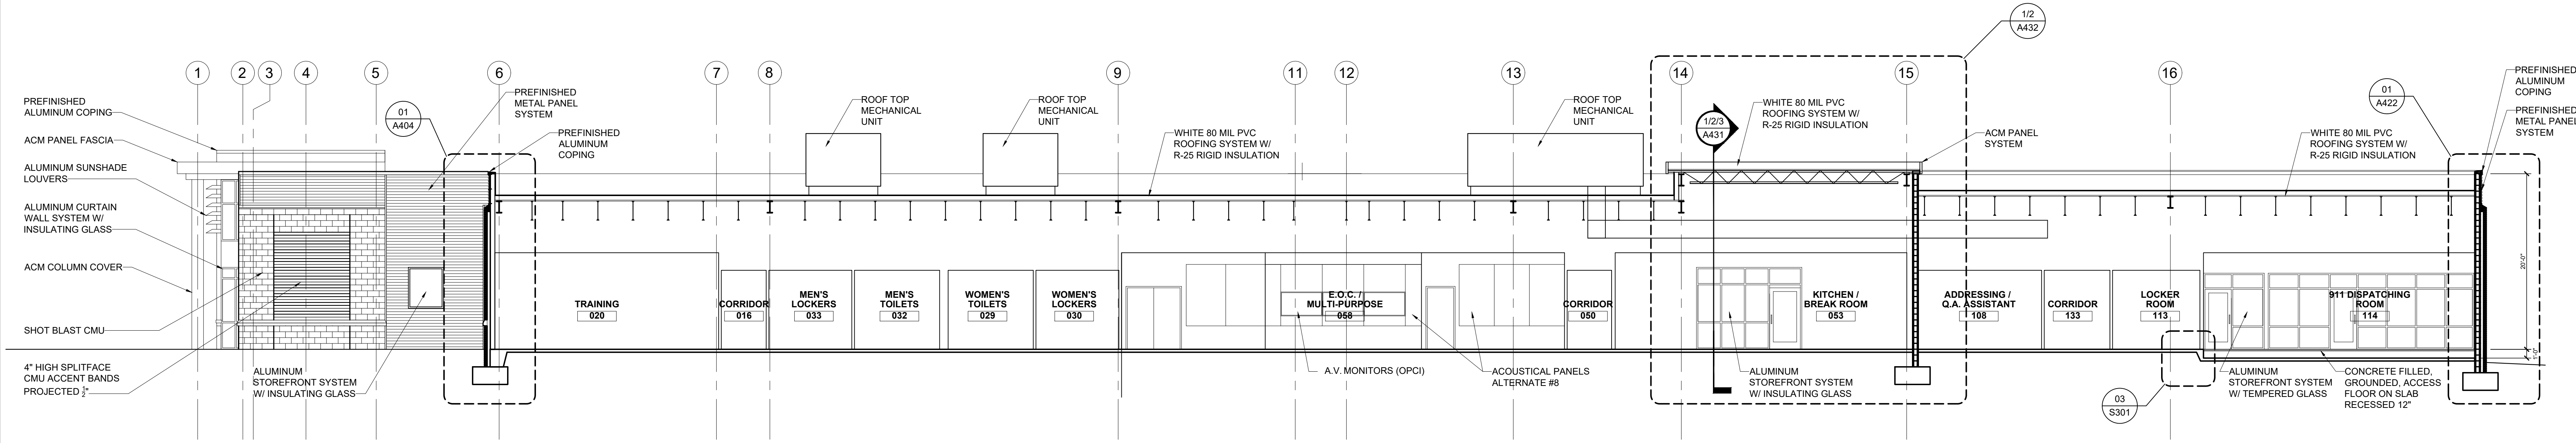 1/2
A432
1
2
3
4
5
6
7
8
9
11
12
13
14
15
16
PREFINISHED
ALUMINUM COPING
ACM PANEL FASCIA
ALUMINUM SUNSHADE
LOUVERS
ALUMINUM CURTAIN
WALL SYSTEM W/
INSULATING GLASS
ACM COLUMN COVER
SHOT BLAST CMU
4" HIGH SPLITFACE
CMU ACCENT BANDS
PROJECTED 1/2"
01
A404
PREFINISHED
METAL PANEL
SYSTEM
PREFINISHED
ALUMINUM
COPING
ROOF TOP
MECHANICAL
UNIT
ROOF TOP
MECHANICAL
UNIT
WHITE 80 MIL PVC
ROOFING SYSTEM W/
R-25 RIGID INSULATION
ROOF TOP
MECHANICAL
UNIT
1/2/3
A431
WHITE 80 MIL PVC
ROOFING SYSTEM W/
R-25 RIGID INSULATION
ACM PANEL
SYSTEM
WHITE 80 MIL PVC
ROOFING SYSTEM W/
R-25 RIGID INSULATION
01
A422
PREFINISHED
ALUMINUM
COPING
PREFINISHED
METAL PANEL
SYSTEM
TRAINING
020
CORRIDOR
016
MEN'S
LOCKERS
033
MEN'S
TOILETS
032
WOMEN'S
TOILETS
029
WOMEN'S
LOCKERS
030
E.O.C. /
MULTI-PURPOSE
058
CORRIDOR
050
KITCHEN /
BREAK ROOM
053
ADDRESSING /
Q.A. ASSISTANT
108
CORRIDOR
133
LOCKER
ROOM
113
911 DISPATCHING
ROOM
114
20'-0"
1'-0"
ALUMINUM
STOREFRONT SYSTEM
W/ INSULATING GLASS
A.V. MONITORS (OPCI)
ACOUSTICAL PANELS
ALTERNATE #8
ALUMINUM
STOREFRONT SYSTEM
W/ INSULATING GLASS
03
S301
ALUMINUM
STOREFRONT SYSTEM
W/ TEMPERED GLASS
CONCRETE FILLED,
GROUNDED, ACCESS
FLOOR ON SLAB
RECESSED 12"